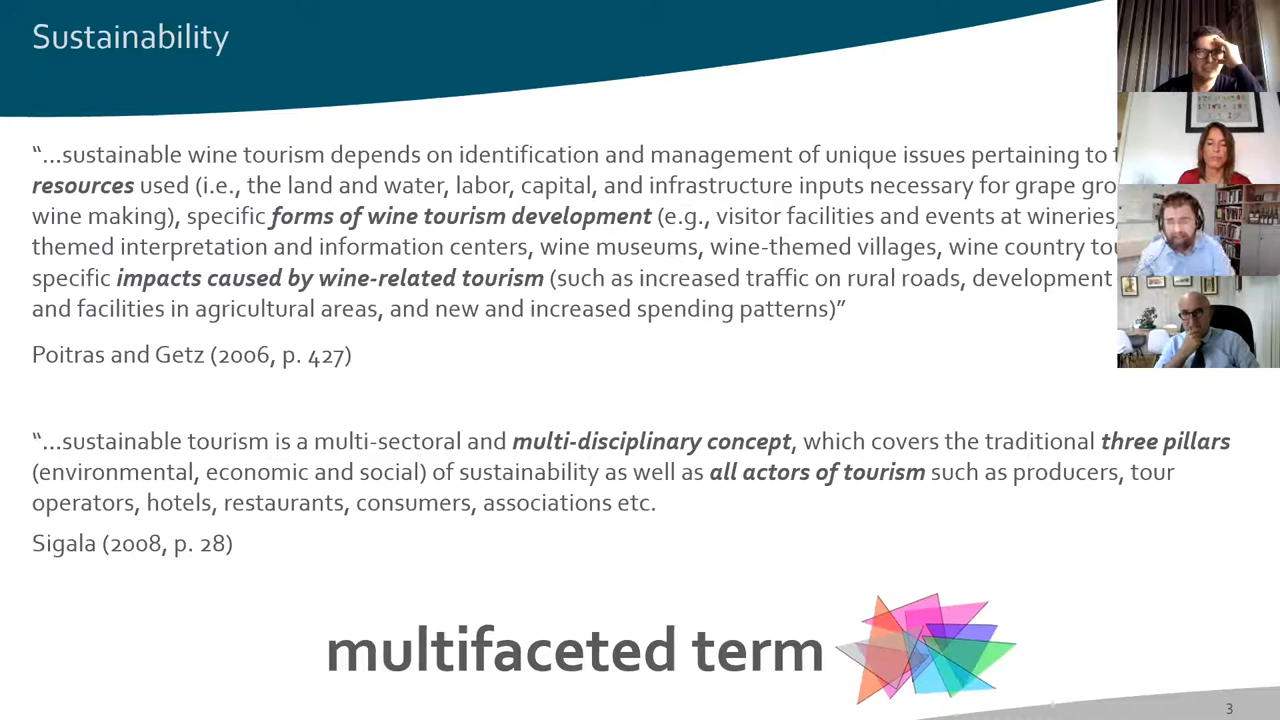 Sustainability
“...sustainable wine tourism depends on identification and management of unique issues pertaining to
resources used (i.e., the land and water, labor, capital, and infrastructure inputs necessary for grape
wine making), specific forms of wine tourism development (e.g., visitor facilities and events at wineries,
themed interpretation and information centers, wine museums, wine-themed villages, wine country
specific impacts caused by wine-related tourism (such as increased traffic on rural roads, development
and facilities in agricultural areas, and new and increased spending patterns)”
Poitras and Getz (2006, p. 427)
“...sustainable tourism is a multi-sectoral and multi-disciplinary concept, which covers the traditional three pillars
(environmental, economic and social) of sustainability as well as all actors of tourism such as producers, tour
operators, hotels, restaurants, consumers, associations etc.
Sigala (2008, p. 28)
multifaceted term
3